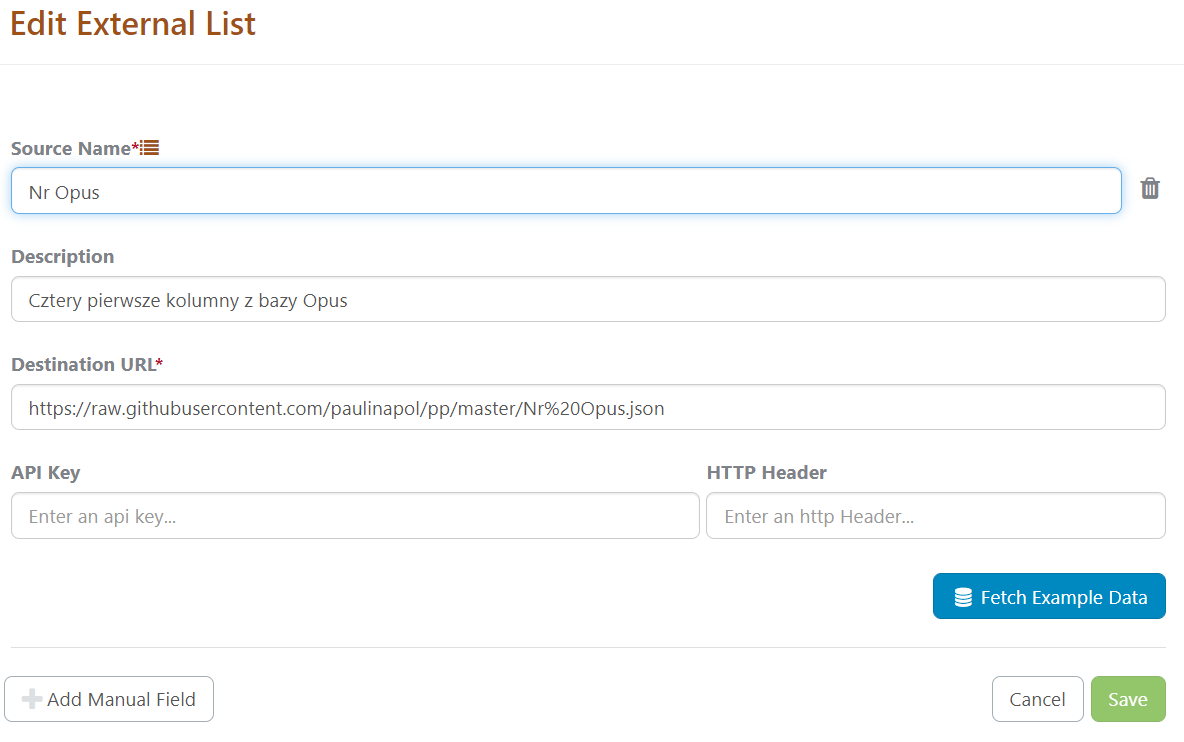 Edit External List
Source Name*
Nr Opus
Description
Cztery pierwsze kolumny z bazy Opus
Destination URL*
https://raw.githubusercontent.com/paulinapol/pp/master/Nr%20Opus.json
API Key HTTP Header
Enter an api key... Enter an http Header...
Fetch Example Data
Add Manual Field Cancel Save